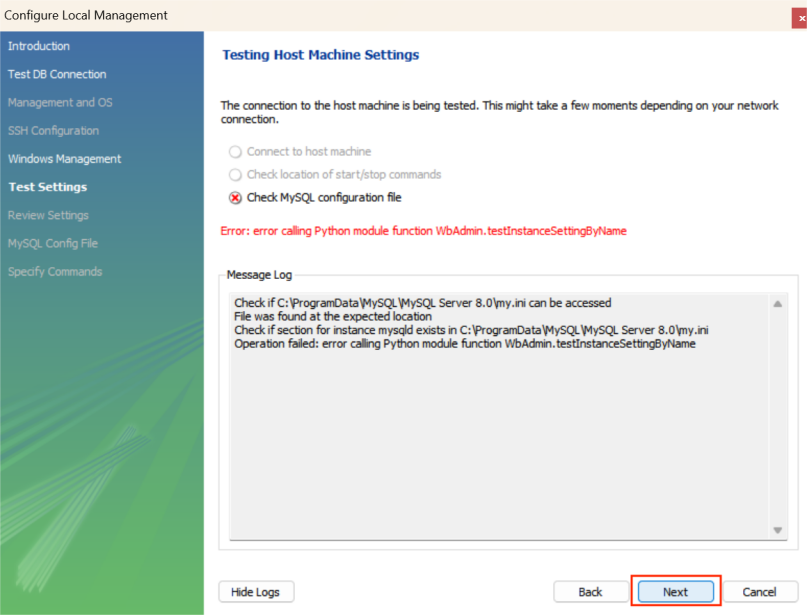 Configure Local Management
x
Introduction
Test DB Connection
Management and OS
SSH Configuration
Windows Management
Test Settings
Review Settings
MySQL Config File
Specify Commands
Testing Host Machine Settings
The connection to the host machine is being tested. This might take a few moments depending on your network
connection.
Connect to host machine
Check location of start/stop commands
Check MySQL configuration file
Error: error calling Python module function WbAdmin.testInstanceSettingByName
Message Log
Check if C:\ProgramData\MySQL\MySQL Server 8.0\my.ini can be accessed
File was found at the expected location
Check if section for instance mysqld exists in C:\ProgramData\MySQL\MySQL Server 8.0\my.ini
Operation failed: error calling Python module function WbAdmin.testInstanceSettingByName
Hide Logs
Back
Next
Cancel